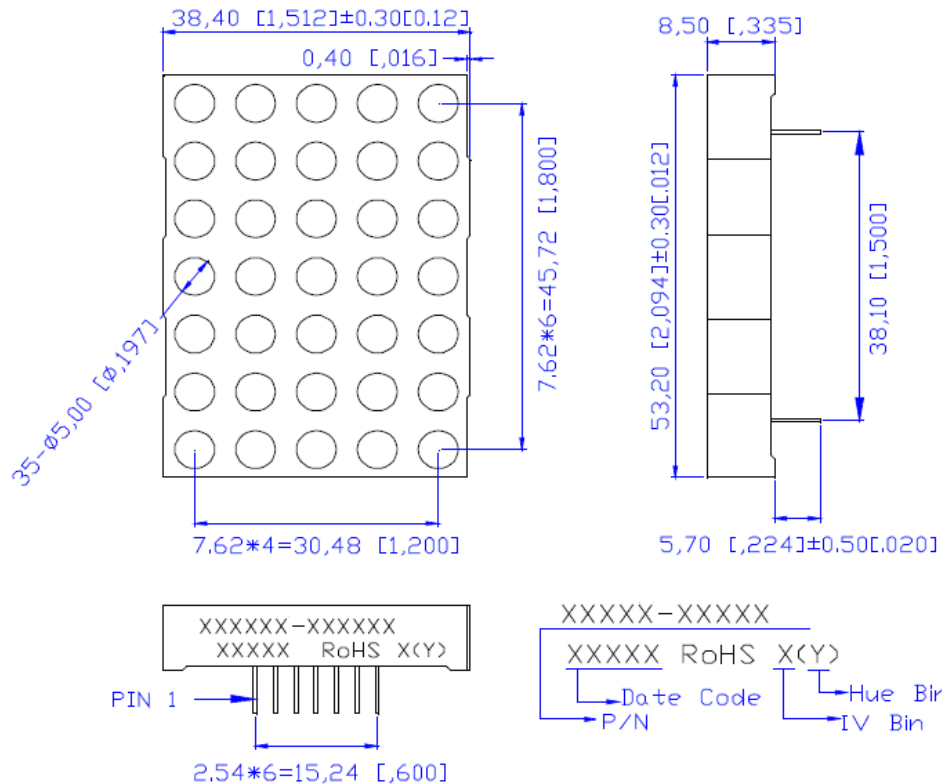 38,40 [1,512]±0.30[0.12]
0,40 [,016]
8,50 [,335]
7.62*6=45,72 [1,800]
53,20 [2,094]±0.30[.012]
38,10 [1,500]
35-ø5,00 [ø,197]
7.62*4=30,48 [1,200]
5,70 [,224]±0.50[.020]
XXXXXX-XXXXXX
XXXXX RoHS X(Y)
PIN 1
2.54*6=15,24 [,600]
XXXXX-XXXXX
XXXXX RoHS X(Y)
Date Code
Hue Bin
P/N
IV Bin